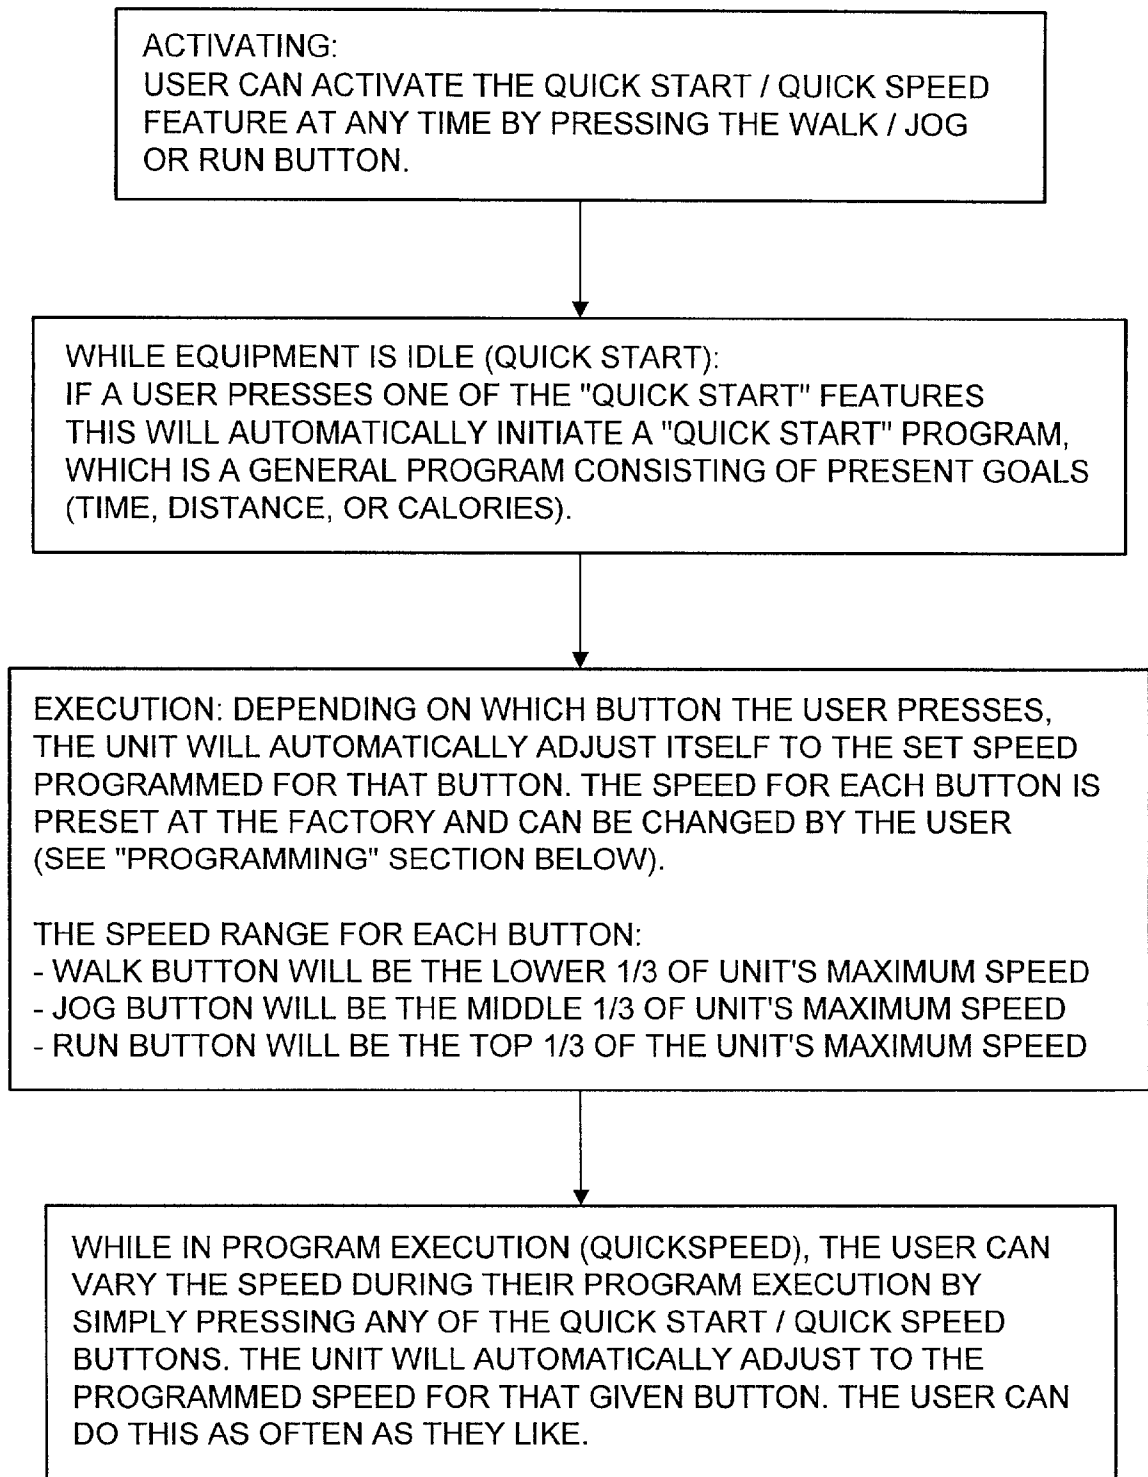 ACTIVATING:
USER CAN ACTIVATE THE QUICK START / QUICK SPEED
FEATURE AT ANY TIME BY PRESSING THE WALK / JOG
OR RUN BUTTON.
WHILE EQUIPMENT IS IDLE (QUICK START):
IF A USER PRESSES ONE OF THE "QUICK START" FEATURES
THIS WILL AUTOMATICALLY INITIATE A "QUICK START" PROGRAM,
WHICH IS A GENERAL PROGRAM CONSISTING OF PRESENT GOALS
(TIME, DISTANCE, OR CALORIES).
EXECUTION: DEPENDING ON WHICH BUTTON THE USER PRESSES,
THE UNIT WILL AUTOMATICALLY ADJUST ITSELF TO THE SET SPEED
PROGRAMMED FOR THAT BUTTON. THE SPEED FOR EACH BUTTON IS
PRESET AT THE FACTORY AND CAN BE CHANGED BY THE USER
(SEE "PROGRAMMING" SECTION BELOW).
THE SPEED RANGE FOR EACH BUTTON:
- WALK BUTTON WILL BE THE LOWER 1/3 OF UNIT'S MAXIMUM SPEED
- JOG BUTTON WILL BE THE MIDDLE 1/3 OF UNIT'S MAXIMUM SPEED
- RUN BUTTON WILL BE THE TOP 1/3 OF THE UNIT'S MAXIMUM SPEED
WHILE IN PROGRAM EXECUTION (QUICKSPEED), THE USER CAN
VARY THE SPEED DURING THEIR PROGRAM EXECUTION BY
SIMPLY PRESSING ANY OF THE QUICK START / QUICK SPEED
BUTTONS. THE UNIT WILL AUTOMATICALLY ADJUST TO THE
PROGRAMMED SPEED FOR THAT GIVEN BUTTON. THE USER CAN
DO THIS AS OFTEN AS THEY LIKE.